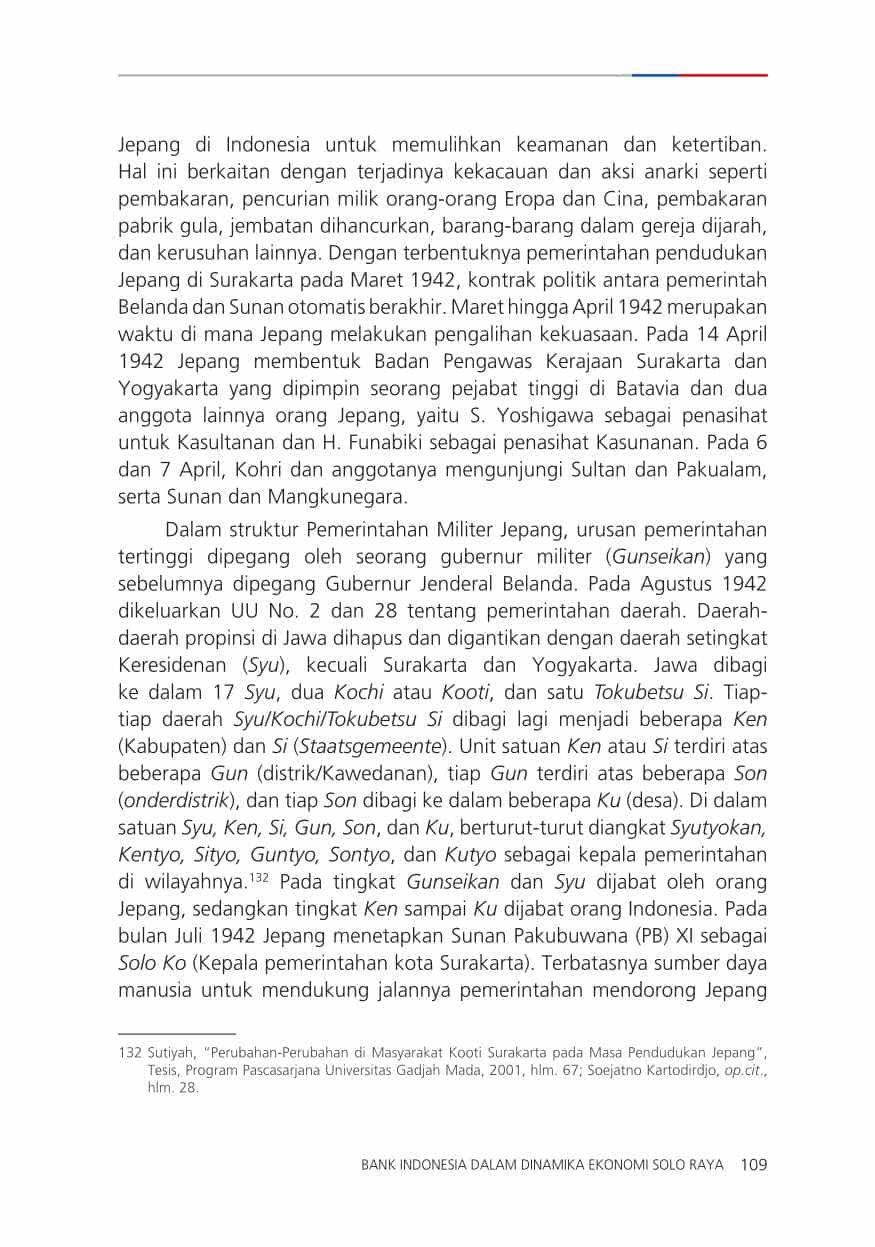 Jepang di Indonesia untuk memulihkan keamanan dan ketertiban.
Hal ini berkaitan dengan terjadinya kekacauan dan aksi anarki seperti
pembakaran, pencurian milik orang-orang Eropa dan Cina, pembakaran
pabrik gula, jembatan dihancurkan, barang-barang dalam gereja dijarah,
dan kerusuhan lainnya. Dengan terbentuknya pemerintahan pendudukan
Jepang di Surakarta pada Maret 1942, kontrak politik antara pemerintah
Belanda dan Sunan otomatis berakhir. Maret hingga April 1942 merupakan
waktu di mana Jepang melakukan pengalihan kekuasaan. Pada 14 April
1942 Jepang membentuk Badan Pengawas Kerajaan Surakarta dan
Yogyakarta yang dipimpin seorang pejabat tinggi di Batavia dan dua
anggota lainnya orang Jepang, yaitu S. Yoshigawa sebagai penasihat
untuk Kasultanan dan H. Funabiki sebagai penasihat Kasunanan. Pada 6
dan 7 April, Kohri dan anggotanya mengunjungi Sultan dan Pakualam,
serta Sunan dan Mangkunegara.
Dalam struktur Pemerintahan Militer Jepang, urusan pemerintahan
tertinggi dipegang oleh seorang gubernur militer (Gunseikan) yang
sebelumnya dipegang Gubernur Jenderal Belanda. Pada Agustus 1942
dikeluarkan UU No. 2 dan 28 tentang pemerintahan daerah. Daerah-
daerah propinsi di Jawa dihapus dan digantikan dengan daerah setingkat
Keresidenan (Syu), kecuali Surakarta dan Yogyakarta. Jawa dibagi
ke dalam 17 Syu, dua Kochi atau Kooti, dan satu Tokubetsu Si. Tiap-
tiap daerah Syu/Kochi/Tokubetsu Si dibagi lagi menjadi beberapa Ken
(Kabupaten) dan Si (Staatsgemeente). Unit satuan Ken atau Si terdiri atas
beberapa Gun (distrik/Kawedanan), tiap Gun terdiri atas beberapa Son
(onderdistrik), dan tiap Son dibagi ke dalam beberapa Ku (desa). Di dalam
satuan Syu, Ken, Si, Gun, Son, dan Ku, berturut-turut diangkat Syutyokan,
Kentyo, Sityo, Guntyo, Sontyo, dan Kutyo sebagai kepala pemerintahan
di wilayahnya.132 Pada tingkat Gunseikan dan Syu dijabat oleh orang
Jepang, sedangkan tingkat Ken sampai Ku dijabat orang Indonesia. Pada
bulan Juli 1942 Jepang menetapkan Sunan Pakubuwana (PB) XI sebagai
Solo Ko (Kepala pemerintahan kota Surakarta). Terbatasnya sumber daya
manusia untuk mendukung jalannya pemerintahan mendorong Jepang
132 Sutiyah, “Perubahan-Perubahan di Masyarakat Kooti Surakarta pada Masa Pendudukan Jepang”,
Tesis, Program Pascasarjana Universitas Gadjah Mada, 2001, hlm. 67; Soejatno Kartodirdjo, op.cit.,
hlm. 28.
BANK INDONESIA DALAM DINAMIKA EKONOMI SOLO RAYA 109